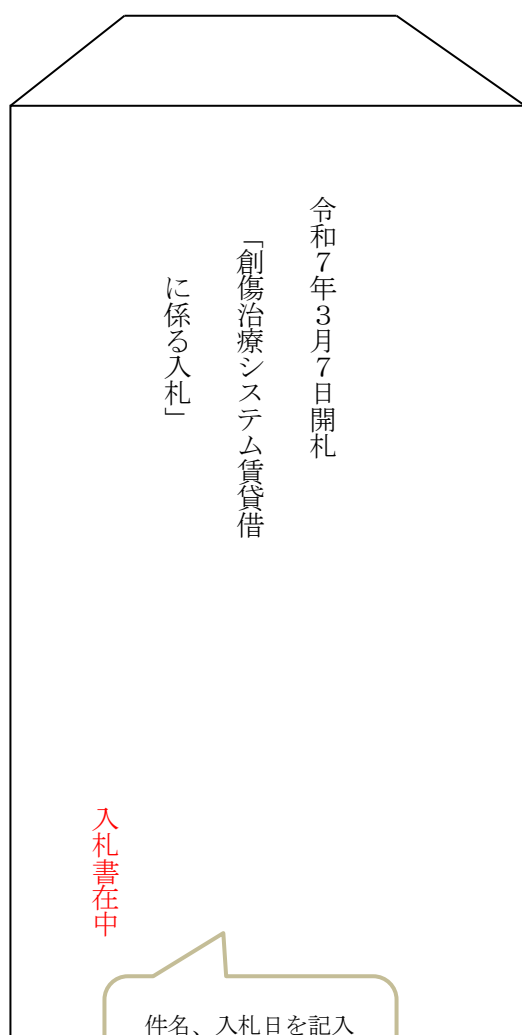 令和７年３月７日開札
「創傷治療システム賃貸借
に係る入札」
入札書在中
件名、入札日を記入